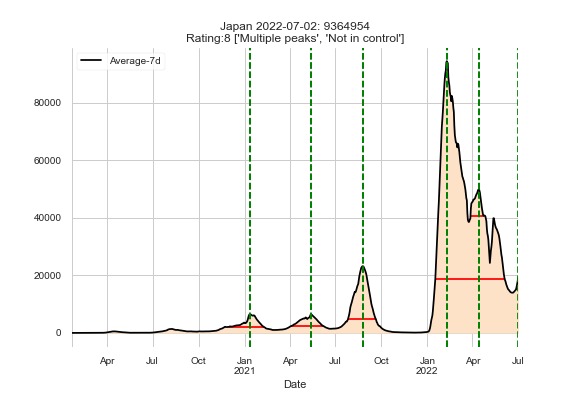 Japan 2022-07-02: 9364954
Rating:8 ['Multiple peaks', 'Not in control']
Average-7d
80000
60000
40000
20000
0
Apr Jul Oct Jan Apr Jul Oct Jan Apr Jul
2021 2022
Date